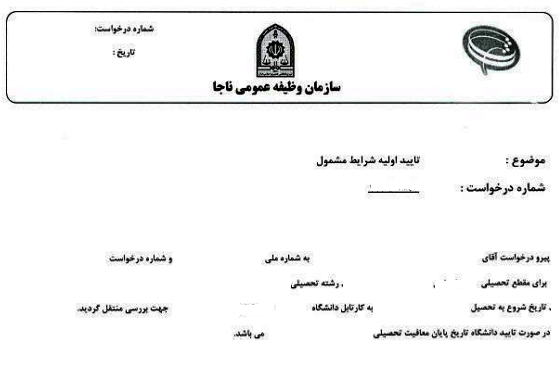 شماره درخواست:
تاریخ :
سازمان وظیفه عمومی ناجا
موضوع : تایید اولیه شرایط مشمول
شماره درخواست :
پیرو درخواست آقای به شماره ملی و شماره درخواست
برای مقطع تحصیلی , رشته تحصیلی
, تاریخ شروع به تحصیل به کارتابل دانشگاه جهت بررسی منتقل گردید.
در صورت تایید دانشگاه تاریخ پایان معافیت تحصیلی می باشد.